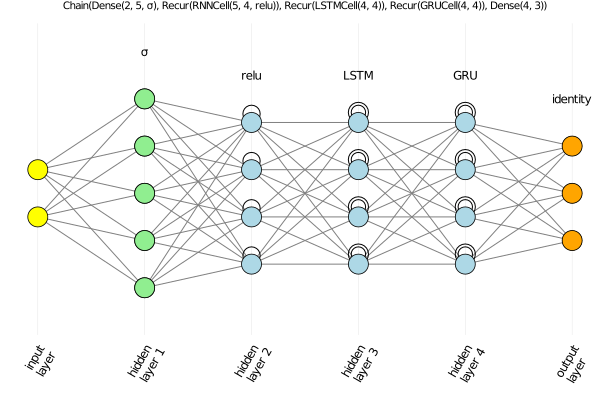 Chain(Dense(2, 5, σ), Recur(RNNCell(5, 4, relu)), Recur(LSTMCell(4, 4)), Recur(GRUCell(4, 4)), Dense(4, 3))
σ
relu
LSTM
GRU
identity
input
layer
hidden
layer 1
hidden
layer 2
hidden
layer 3
hidden
layer 4
output
layer